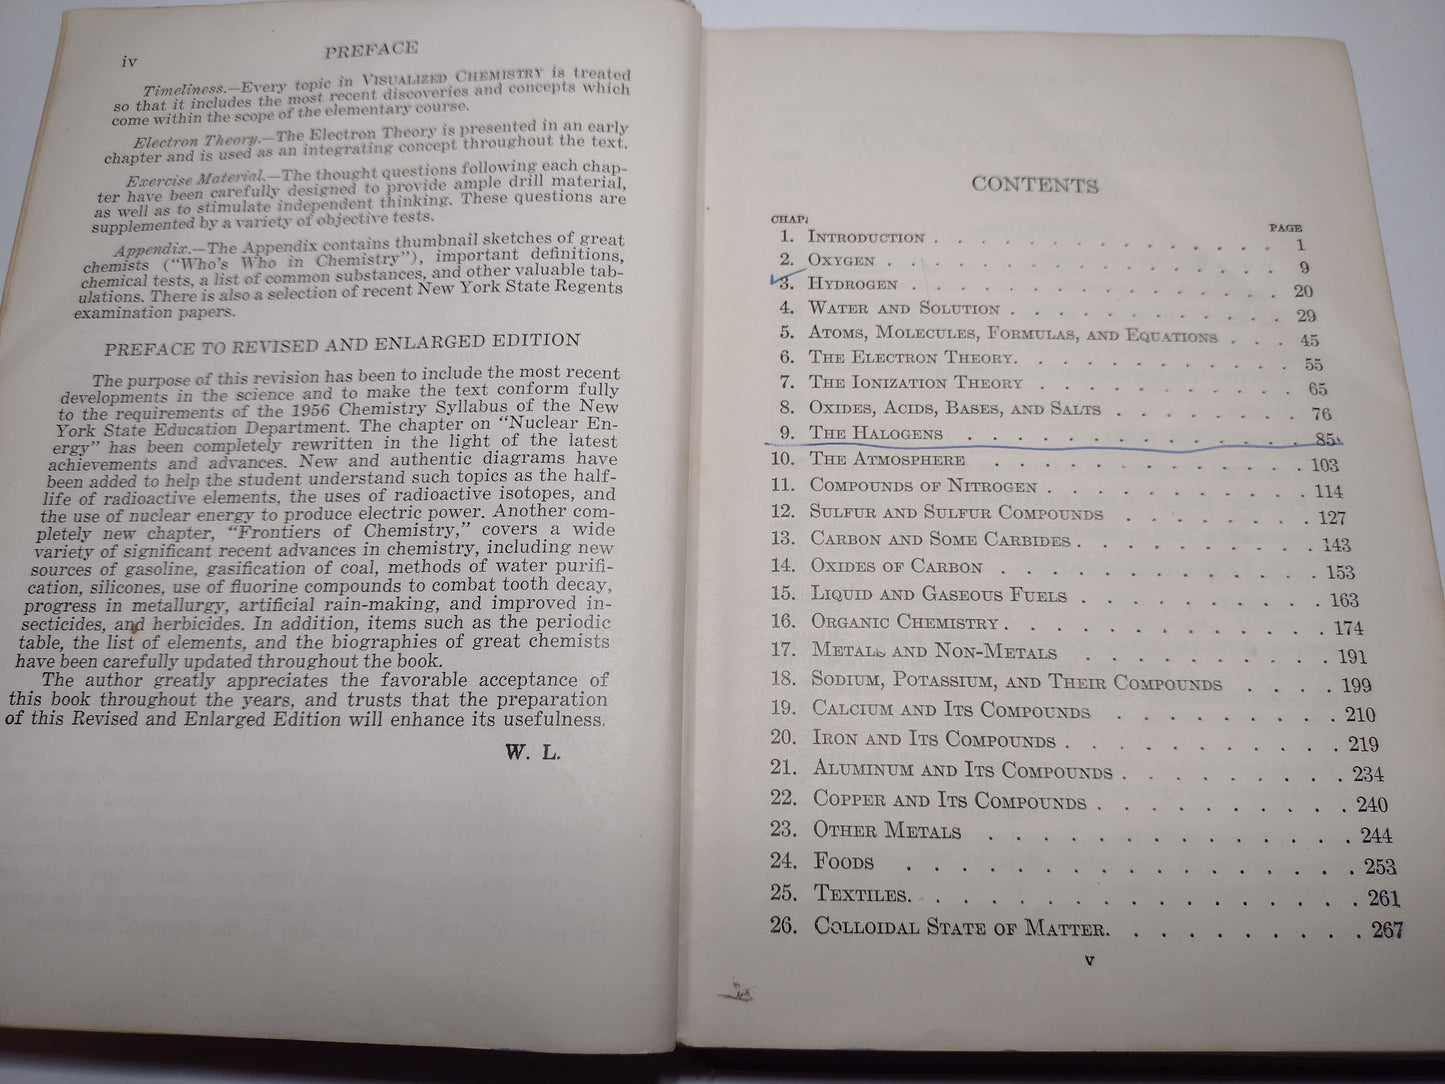 iv
PREFACE
Timeliness.—Every topic in VISUALIZED CHEMISTRY is treated
so that it includes the most recent discoveries and concepts which
come within the scope of the elementary course.
Electron Theory.—The Electron Theory is presented in an early
chapter and is used as an integrating concept throughout the text.
Exercise Material.—The thought questions following each chap-
ter have been carefully designed to provide ample drill material,
as well as to stimulate independent thinking. These questions are
supplemented by a variety of objective tests.
Appendix.—The Appendix contains thumbnail sketches of great
chemists ("Who's Who in Chemistry"), important definitions,
chemical tests, a list of common substances, and other valuable tab-
ulations. There is also a selection of recent New York State Regents
examination papers.
PREFACE TO REVISED AND ENLARGED EDITION
The purpose of this revision has been to include the most recent
developments in the science and to make the text conform fully
to the requirements of the 1956 Chemistry Syllabus of the New
York State Education Department. The chapter on "Nuclear En-
ergy" has been completely rewritten in the light of the latest
achievements and advances. New and authentic diagrams have
been added to help the student understand such topics as the half-
life of radioactive elements, the uses of radioactive isotopes, and
the use of nuclear energy to produce electric power. Another com-
pletely new chapter, "Frontiers of Chemistry," covers a wide
variety of significant recent advances in chemistry, including new
sources of gasoline, gasification of coal, methods of water purifi-
cation, silicones, use of fluorine compounds to combat tooth decay,
progress in metallurgy, artificial rain-making, and improved in-
secticides, and herbicides. In addition, items such as the periodic
table, the list of elements, and the biographies of great chemists
have been carefully updated throughout the book.
The author greatly appreciates the favorable acceptance of
this book throughout the years, and trusts that the preparation
of this Revised and Enlarged Edition will enhance its usefulness.
W. L.
CONTENTS
CHAP. PAGE
1. INTRODUCTION . . . . . . . . . . . . . . . 1
2. OXYGEN . . . . . . . . . . . . . . . . . 9
3. HYDROGEN . . . . . . . . . . . . . . . . 20
4. WATER AND SOLUTION . . . . . . . . . . . . 29
5. ATOMS, MOLECULES, FORMULAS, AND EQUATIONS . . . 45
6. THE ELECTRON THEORY . . . . . . . . . . . . 55
7. THE IONIZATION THEORY . . . . . . . . . . . 65
8. OXIDES, ACIDS, BASES, AND SALTS . . . . . . . . 76
9. THE HALOGENS . . . . . . . . . . . . . . 85
10. THE ATMOSPHERE . . . . . . . . . . . . . 103
11. COMPOUNDS OF NITROGEN . . . . . . . . . . . 114
12. SULFUR AND SULFUR COMPOUNDS . . . . . . . . 127
13. CARBON AND SOME CARBIDES . . . . . . . . . . 143
14. OXIDES OF CARBON . . . . . . . . . . . . . 153
15. LIQUID AND GASEOUS FUELS . . . . . . . . . . 163
16. ORGANIC CHEMISTRY . . . . . . . . . . . . . 174
17. METALS AND NON-METALS . . . . . . . . . . . 191
18. SODIUM, POTASSIUM, AND THEIR COMPOUNDS . . . . 199
19. CALCIUM AND ITS COMPOUNDS . . . . . . . . . 210
20. IRON AND ITS COMPOUNDS . . . . . . . . . . . 219
21. ALUMINUM AND ITS COMPOUNDS . . . . . . . . . 234
22. COPPER AND ITS COMPOUNDS . . . . . . . . . . 240
23. OTHER METALS . . . . . . . . . . . . . . 244
24. FOODS . . . . . . . . . . . . . . . . . 253
25. TEXTILES . . . . . . . . . . . . . . . . 261
26. COLLOIDAL STATE OF MATTER . . . . . . . . . . 267
v